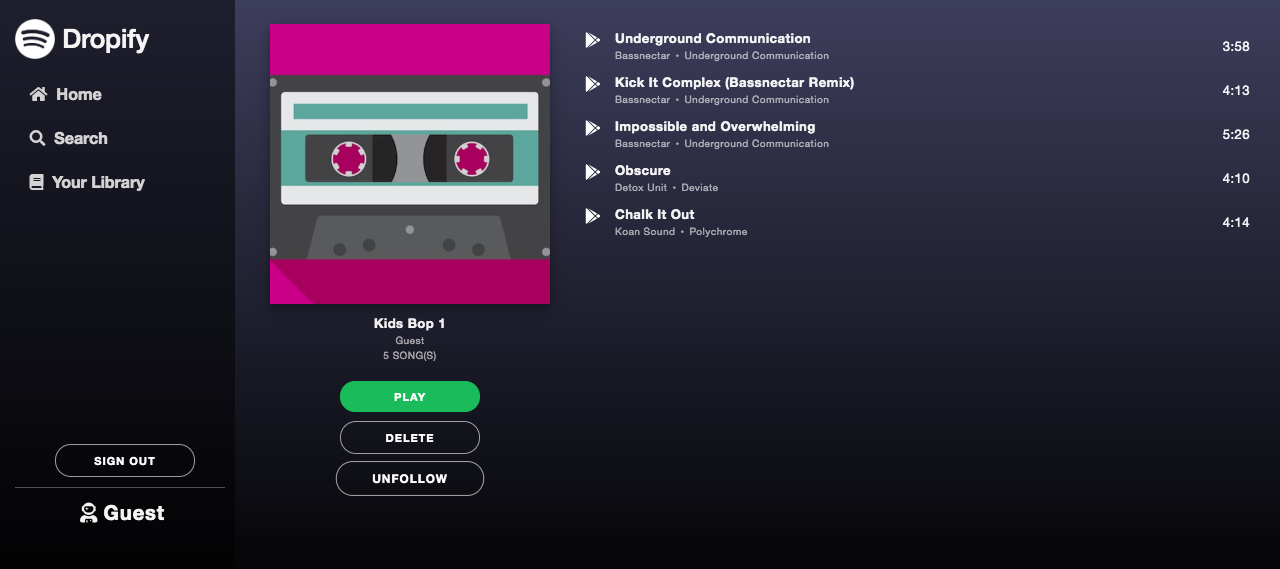 Dropify
Home
Search
Your Library
SIGN OUT
Guest
Kids Bop 1
Guest
5 SONG(S)
PLAY
DELETE
UNFOLLOW
Underground Communication
Bassnectar • Underground Communication
3:58
Kick It Complex (Bassnectar Remix)
Bassnectar • Underground Communication
4:13
Impossible and Overwhelming
Bassnectar • Underground Communication
5:26
Obscure
Detox Unit • Deviate
4:10
Chalk It Out
Koan Sound • Polychrome
4:14